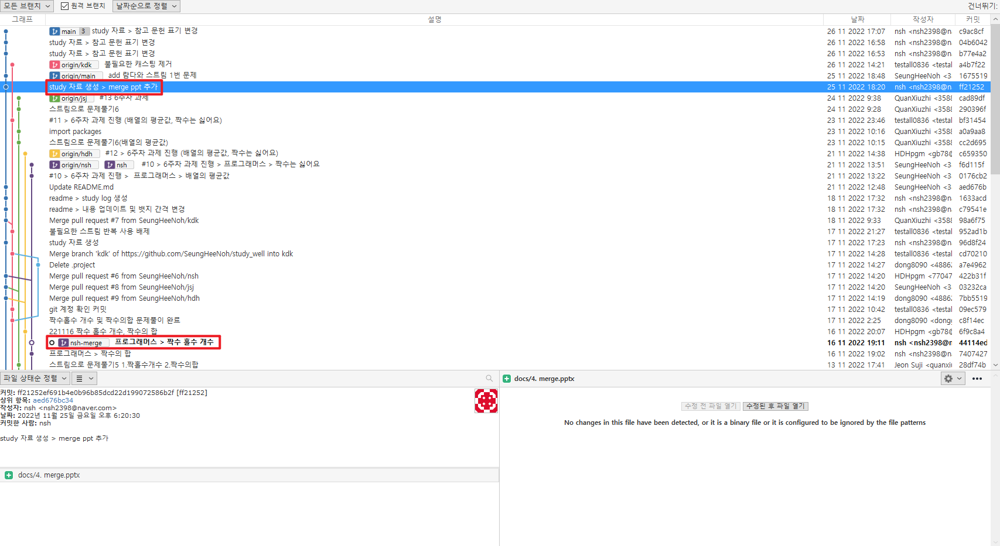 모든 브랜치 원격 브랜치 날짜순으로 정렬 건너뛰기:
그래프 설명 날짜 작성자 커밋
main 3 study 자료 > 참고 문헌 표기 변경 26 11 2022 17:07 nsh <nsh2398@na c9ac8cf
study 자료 > 참고 문헌 표기 변경 26 11 2022 16:58 nsh <nsh2398@na 04b6042
study 자료 > 참고 문헌 표기 변경 26 11 2022 16:53 nsh <nsh2398@na b77e4a2
origin/kdk 불필요한 캐스팅 제거 26 11 2022 14:21 testall0836 <testal a4b7f22
origin/main add 람다와 스트림 1번 문제 25 11 2022 18:48 SeungHeeNoh <3 1675519
study 자료 생성 > merge ppt 추가 25 11 2022 18:20 nsh <nsh2398@na ff21252
origin/jsj #13 6주차 과제 24 11 2022 9:38 QuanXiuzhi <3588 cad89df
스트림으로 문제풀기6 24 11 2022 9:28 QuanXiuzhi <3588 290396f
#11 > 6주차 과제 진행 (배열의 평균값, 짝수는 싫어요) 23 11 2022 23:46 testall0836 <testal bf31454
import packages 23 11 2022 10:16 QuanXiuzhi <3588 a0a9aa8
스트림으로 문제풀기6(배열의 평균값) 23 11 2022 10:15 QuanXiuzhi <3588 cc2d695
origin/hdh #12 > 6주차 과제 진행 (배열의 평균값, 짝수는 싫어요) 21 11 2022 14:38 HDHpgm <gb78@ c659350
origin/nsh nsh #10 > 6주차 과제 진행 > 프로그래머스 > 짝수는 싫어요 21 11 2022 13:51 SeungHeeNoh <3 f6d115f
#10 > 6주차 과제 진행 > 프로그래머스 > 배열의 평균값 21 11 2022 13:22 SeungHeeNoh <3 0176cb2
Update README.md 21 11 2022 12:48 SeungHeeNoh <3 aed676b
readme > study log 생성 18 11 2022 17:32 nsh <nsh2398@na 1633acd
readme > 내용 업데이트 및 뱃지 간격 변경 18 11 2022 17:32 nsh <nsh2398@na c79541e
Merge pull request #7 from SeungHeeNoh/kdk 18 11 2022 9:33 QuanXiuzhi <3588 98a6f75
불필요한 스트림 반복 사용 배제 17 11 2022 21:27 testall0836 <testal 952ad1b
study 자료 생성 17 11 2022 17:23 nsh <nsh2398@na 96d8f24
Merge branch 'kdk' of https://github.com/SeungHeeNoh/study_well into kdk 17 11 2022 14:28 testall0836 <testal cd70210
Delete .project 17 11 2022 14:27 dong8090 <4886 a7e4962
Merge pull request #6 from SeungHeeNoh/nsh 17 11 2022 14:20 HDHpgm <77047 422b31f
Merge pull request #8 from SeungHeeNoh/jsj 17 11 2022 14:20 SeungHeeNoh <3 03232ca
Merge pull request #9 from SeungHeeNoh/hdh 17 11 2022 14:19 dong8090 <4886 7bb5519
git 계정 확인 커밋 17 11 2022 10:42 testall0836 <testal 09ec579
짝수홀수 개수 및 짝수의합 문제풀이 완료 17 11 2022 2:25 dong8090 <dong c8f14ec
221116 짝수 홀수 개수, 짝수의 합 16 11 2022 20:07 HDHpgm <gb78@ 6f9c8a4
nsh-merge 프로그래머스 > 짝수 홀수 개수 16 11 2022 19:11 nsh <nsh2398@n 44114ed
프로그래머스 > 짝수의 합 16 11 2022 19:02 nsh <nsh2398@na 7407427
스트림으로 문제풀기5 1.짝홀수개수 2.짝수의합 13 11 2022 17:41 Jeon Suji <quanxiu 28df74b
파일 상태순 정렬 docs/4. merge.pptx
커밋: ff21252ef691b4e0b96b85dcd22d199072586b2f [ff21252]
상위 항목: aed676bc34
작성자: nsh <nsh2398@naver.com>
날짜: 2022년 11월 25일 금요일 오후 6:20:30
커밋한 사람: nsh
study 자료 생성 > merge ppt 추가
docs/4. merge.pptx
수정 전 파일 열기 수정된 후 파일 열기
No changes in this file have been detected, or it is a binary file or it is configured to be ignored by the file patterns